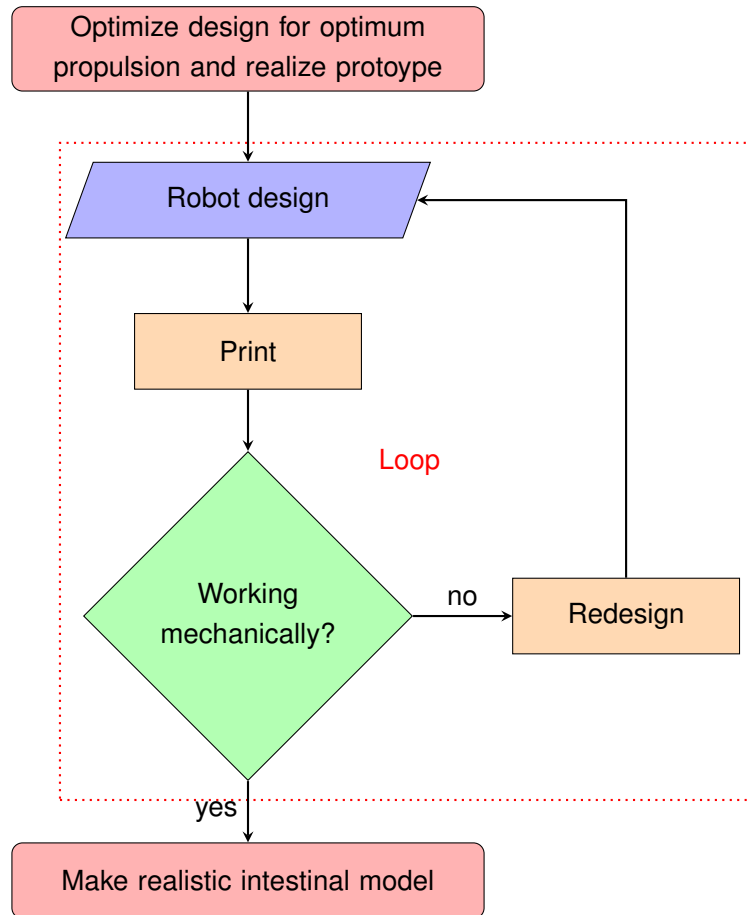 Optimize design for optimum
propulsion and realize protoype
Robot design
Print
Loop
Working
mechanically?
no
Redesign
yes
Make realistic intestinal model